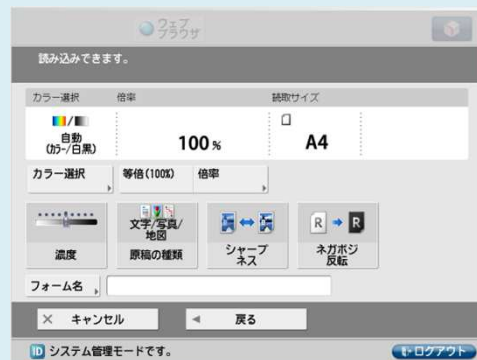 ウェブ
ブラウザ
読み込みできます。
カラー選択 倍率 読取サイズ
自動
(カラー/白黒)
100 %
A4
カラー選択 等倍(100%) 倍率
濃度
文字/写真/
地図
原稿の種類
シャープ
ネス
R R
ネガポジ
反転
フォーム名
キャンセル 戻る
ID システム管理モードです。 ログアウト